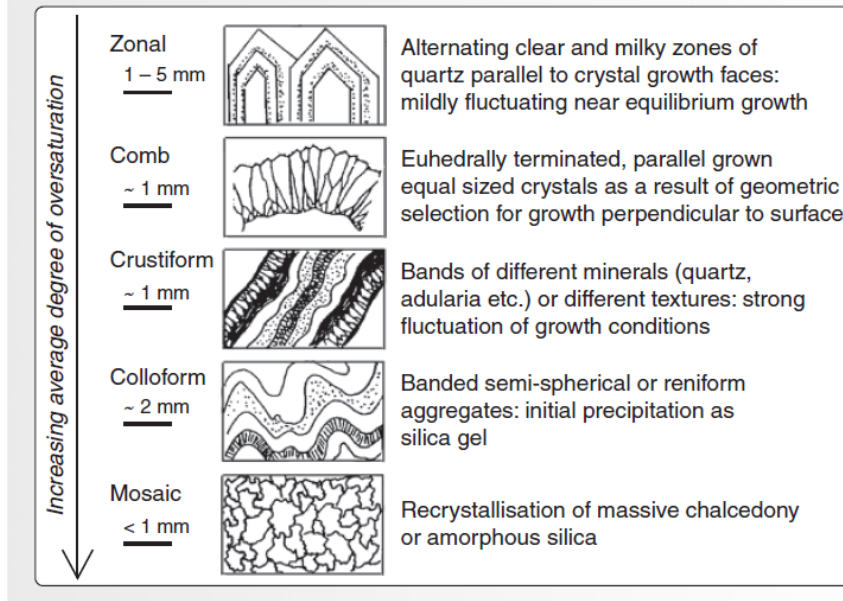 Increasing average degree of oversaturation
Zonal
1 – 5 mm
Alternating clear and milky zones of
quartz parallel to crystal growth faces:
mildly fluctuating near equilibrium growth
Comb
~ 1 mm
Euhedrally terminated, parallel grown
equal sized crystals as a result of geometric
selection for growth perpendicular to surface
Crustiform
~ 1 mm
Bands of different minerals (quartz,
adularia etc.) or different textures: strong
fluctuation of growth conditions
Colloform
~ 2 mm
Banded semi-spherical or reniform
aggregates: initial precipitation as
silica gel
Mosaic
< 1 mm
Recrystallisation of massive chalcedony
or amorphous silica